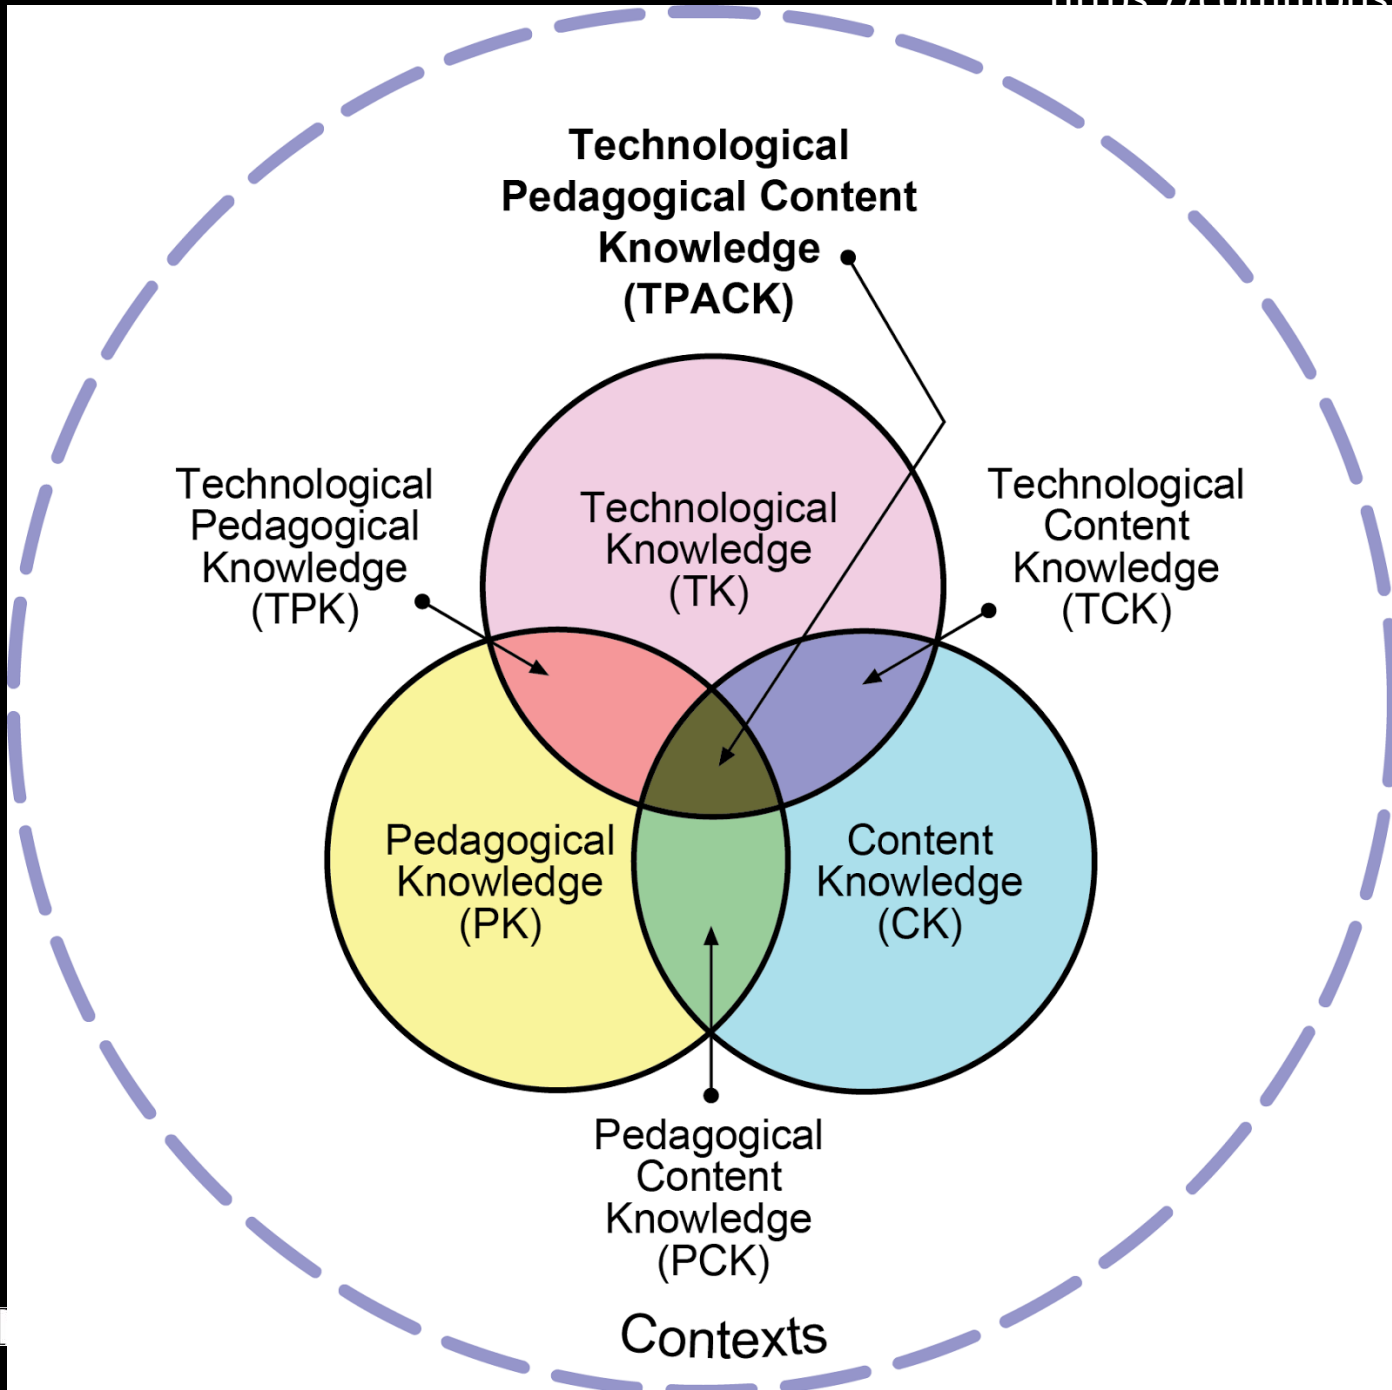 Technological
Pedagogical Content
Knowledge
(TPACK)
Technological
Pedagogical
Knowledge
(TPK)
Technological
Knowledge
(TK)
Technological
Content
Knowledge
(TCK)
Pedagogical
Knowledge
(PK)
Content
Knowledge
(CK)
Pedagogical
Content
Knowledge
(PCK)
Contexts